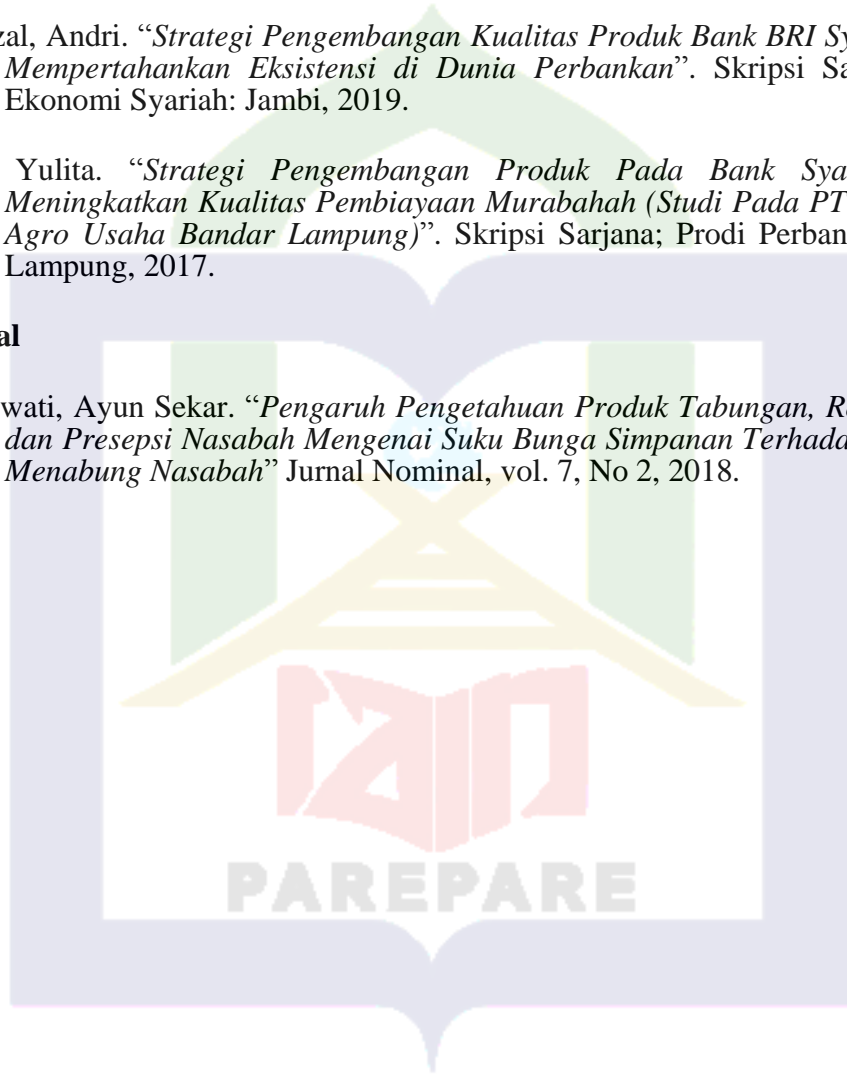 zal, Andri. “Strategi Pengembangan Kualitas Produk Bank BRI Sy
Mempertahankan Eksistensi di Dunia Perbankan”. Skripsi Sa
Ekonomi Syariah: Jambi, 2019.
Yulita. “Strategi Pengembangan Produk Pada Bank Sya
Meningkatkan Kualitas Pembiayaan Murabahah (Studi Pada PT
Agro Usaha Bandar Lampung)”. Skripsi Sarjana; Prodi Perban
Lampung, 2017.
al
wati, Ayun Sekar. “Pengaruh Pengetahuan Produk Tabungan, R
dan Presepsi Nasabah Mengenai Suku Bunga Simpanan Terhada
Menabung Nasabah” Jurnal Nominal, vol. 7, No 2, 2018.
iain
PAREPARE